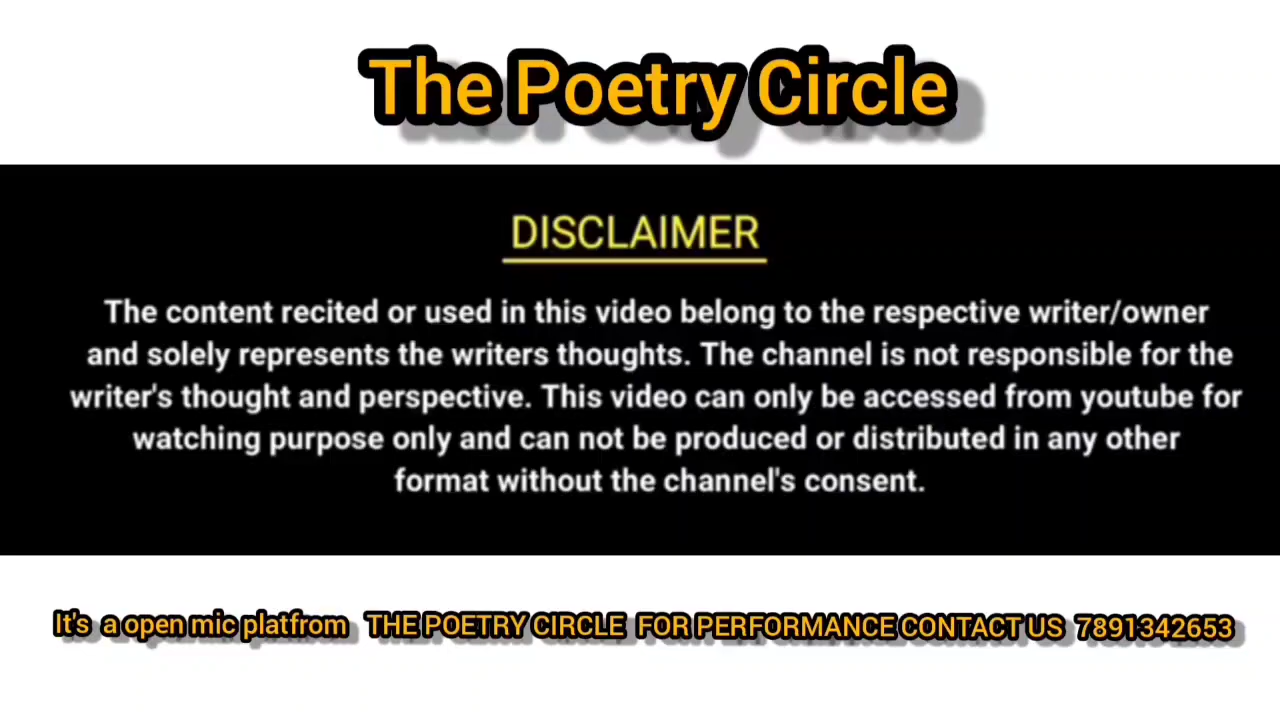 The Poetry Circle
DISCLAIMER
The content recited or used in this video belong to the respective writer/owner
and solely represents the writers thoughts. The channel is not responsible for the
writer's thought and perspective. This video can only be accessed from youtube for
watching purpose only and can not be produced or distributed in any other
format without the channel's consent.
It's a open mic platfrom THE POETRY CIRCLE FOR PERFORMANCE CONTACT US 7891342653